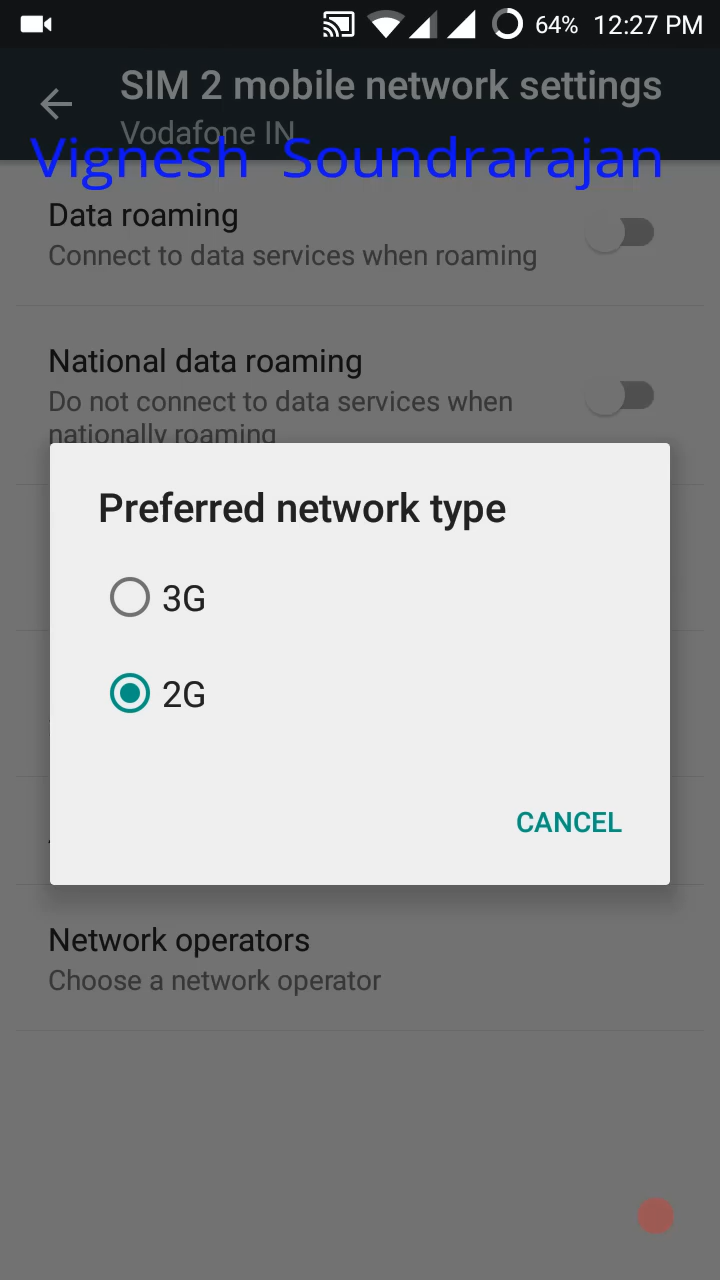 64% 12:27 PM
SIM 2 mobile network settings
Vodafone IN
Vignesh Soundrarajan
Data roaming
Connect to data services when roaming
National data roaming
Do not connect to data services when
nationally roaming
Preferred network type
3G
2G
CANCEL
Network operators
Choose a network operator